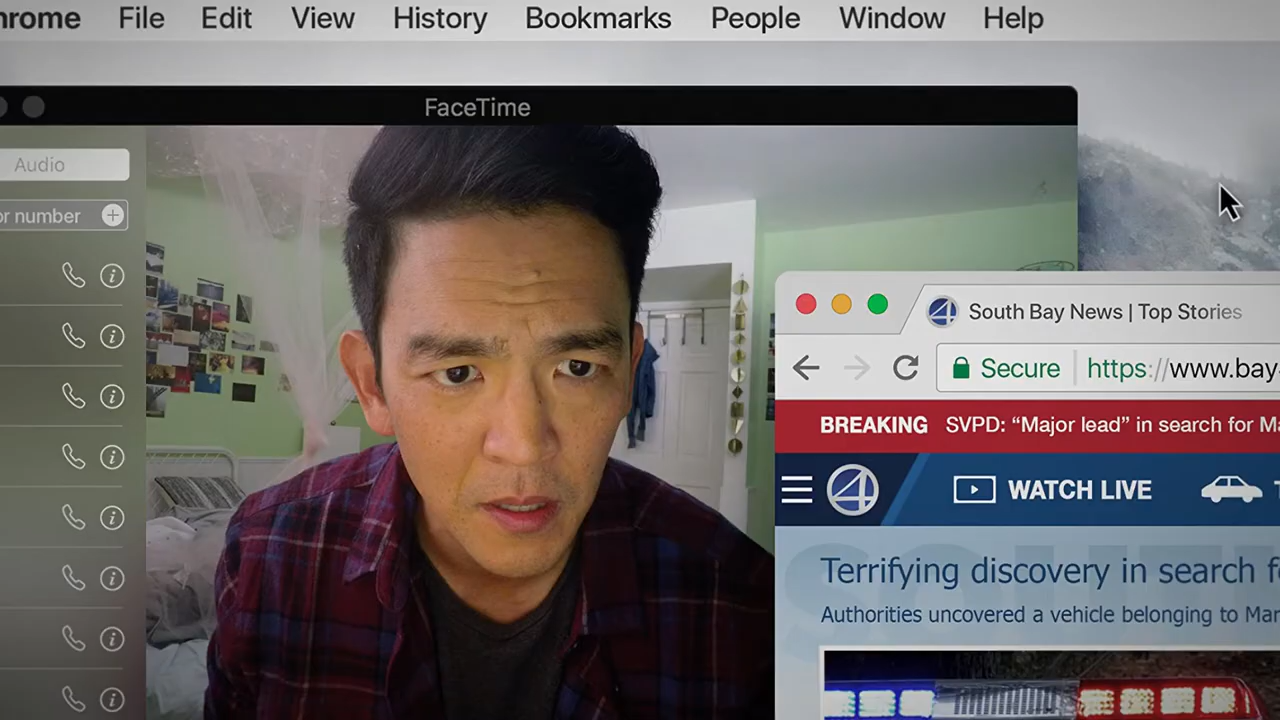 hrome File Edit View History Bookmarks People Window Help
FaceTime
Audio
or number
South Bay News | Top Stories
Secure https://www.bay
BREAKING SVPD: “Major lead” in search for Ma
4 WATCH LIVE T
Terrifying discovery in search fo
Authorities uncovered a vehicle belonging to Mar